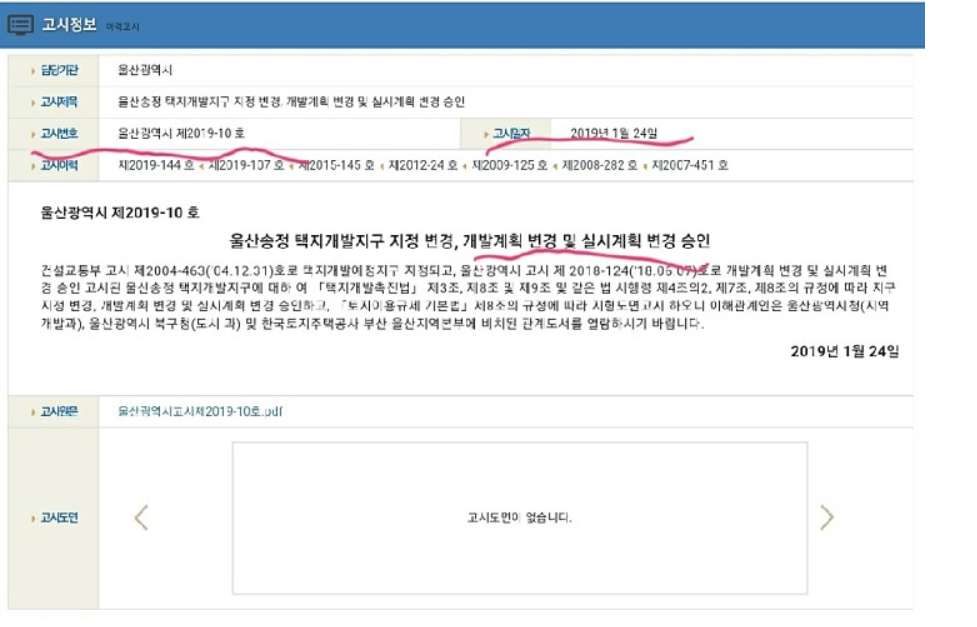 고시정보 이력고시
담당기관 울산광역시
고시제목 울산송정 택지개발지구 지정 변경, 개발계획 변경 및 실시계획 변경 승인
고시번호 울산광역시 제2019-10 호 고시일자 2019년 1월 24일
고시이력 제2019-144 호 제2019-107 호 제2015-145 호 제2012-24 호 제2009-125 호 제2008-282 호 제2007-451 호
울산광역시 제2019-10 호
울산송정 택지개발지구 지정 변경, 개발계획 변경 및 실시계획 변경 승인
건설교통부 고시 제2004-463('04.12.31)호로 택지개발예정지구 지정되고, 울산광역시 고시 제 2018-124('18.06.07)호로 개발계획 변경 및 실시계획 변
경 승인 고시된 울산송정 택지개발지구에 대하 여 「택지개발촉진법」 제3조, 제8조 및 제9조 및 같은 법 시행령 제4조의2, 제7조, 제8조의 규정에 따라 지구
지정 변경, 개발계획 변경 및 실시계획 변경 승인하고, 「토지이용규제 기본법」 제8조의 규정에 따라 지형도면고시 하오니 이해관계인은 울산광역시청(지역
개발과), 울산광역시 북구청(도시 과) 및 한국토지주택공사 부산 울산지역본부에 비치된 관계도서를 열람하시기 바랍니다.
2019년 1월 24일
고시원문 울산광역시고시제2019-10호.pdf
고시도면 고시도면이 없습니다.